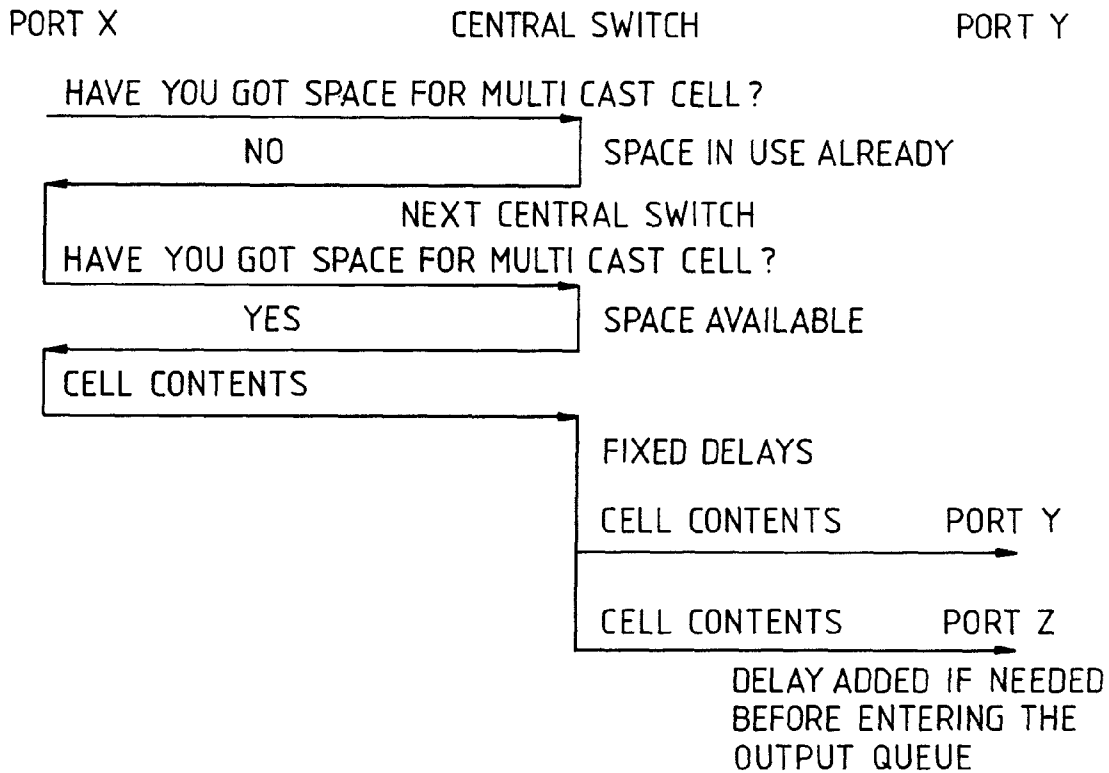 PORT X CENTRAL SWITCH PORT Y
HAVE YOU GOT SPACE FOR MULTI CAST CELL?
NO SPACE IN USE ALREADY
NEXT CENTRAL SWITCH
HAVE YOU GOT SPACE FOR MULTI CAST CELL?
YES SPACE AVAILABLE
CELL CONTENTS
FIXED DELAYS
CELL CONTENTS PORT Y
CELL CONTENTS PORT Z
DELAY ADDED IF NEEDED
BEFORE ENTERING THE
OUTPUT QUEUE